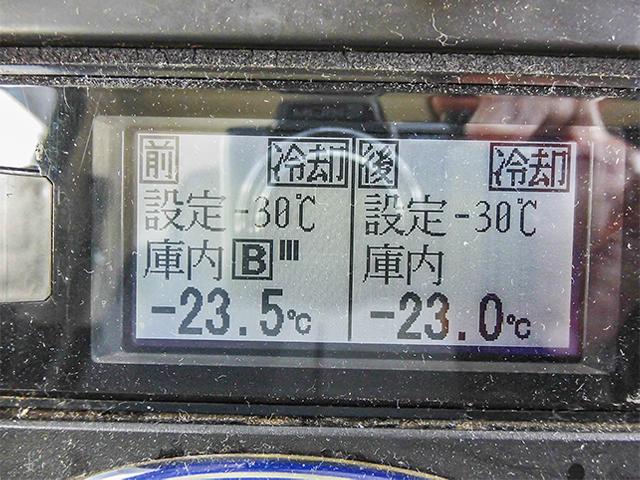 前 冷却 後 冷却
設定-30℃ 設定-30℃
庫内 B 庫内
-23.5℃ -23.0℃